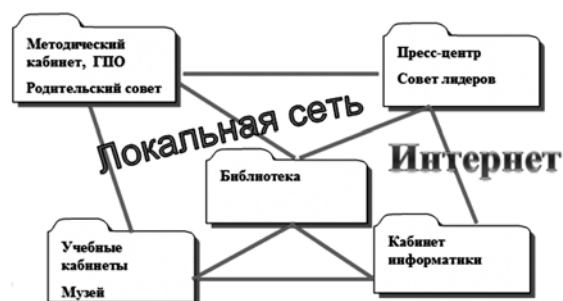 Методический
кабинет, ГПО
Родительский совет
Пресс-центр
Совет лидеров
Локальная сеть
Интернет
Библиотека
Учебные
кабинеты
Музей
Кабинет
информатики